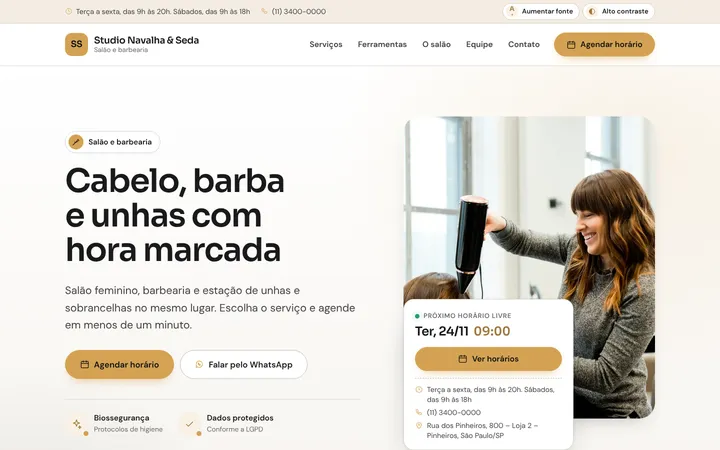 Terça a sexta, das 9h às 20h. Sábados, das 9h às 18h
(11) 3400-0000
A
Aumentar fonte
Alto contraste
SS
Studio Navalha & Seda
Salão e barbearia
Serviços
Ferramentas
O salão
Equipe
Contato
Agendar horário
Salão e barbearia
Cabelo, barba
e unhas com
hora marcada
Salão feminino, barbearia e estação de unhas e
sobrancelhas no mesmo lugar. Escolha o serviço e agende
em menos de um minuto.
Agendar horário
Falar pelo WhatsApp
Biossegurança
Protocolos de higiene
Dados protegidos
Conforme a LGPD
PRÓXIMO HORÁRIO LIVRE
Ter, 24/11 09:00
Ver horários
Terça a sexta, das 9h às 20h. Sábados,
das 9h às 18h
(11) 3400-0000
Rua dos Pinheiros, 800 – Loja 2 –
Pinheiros, São Paulo/SP